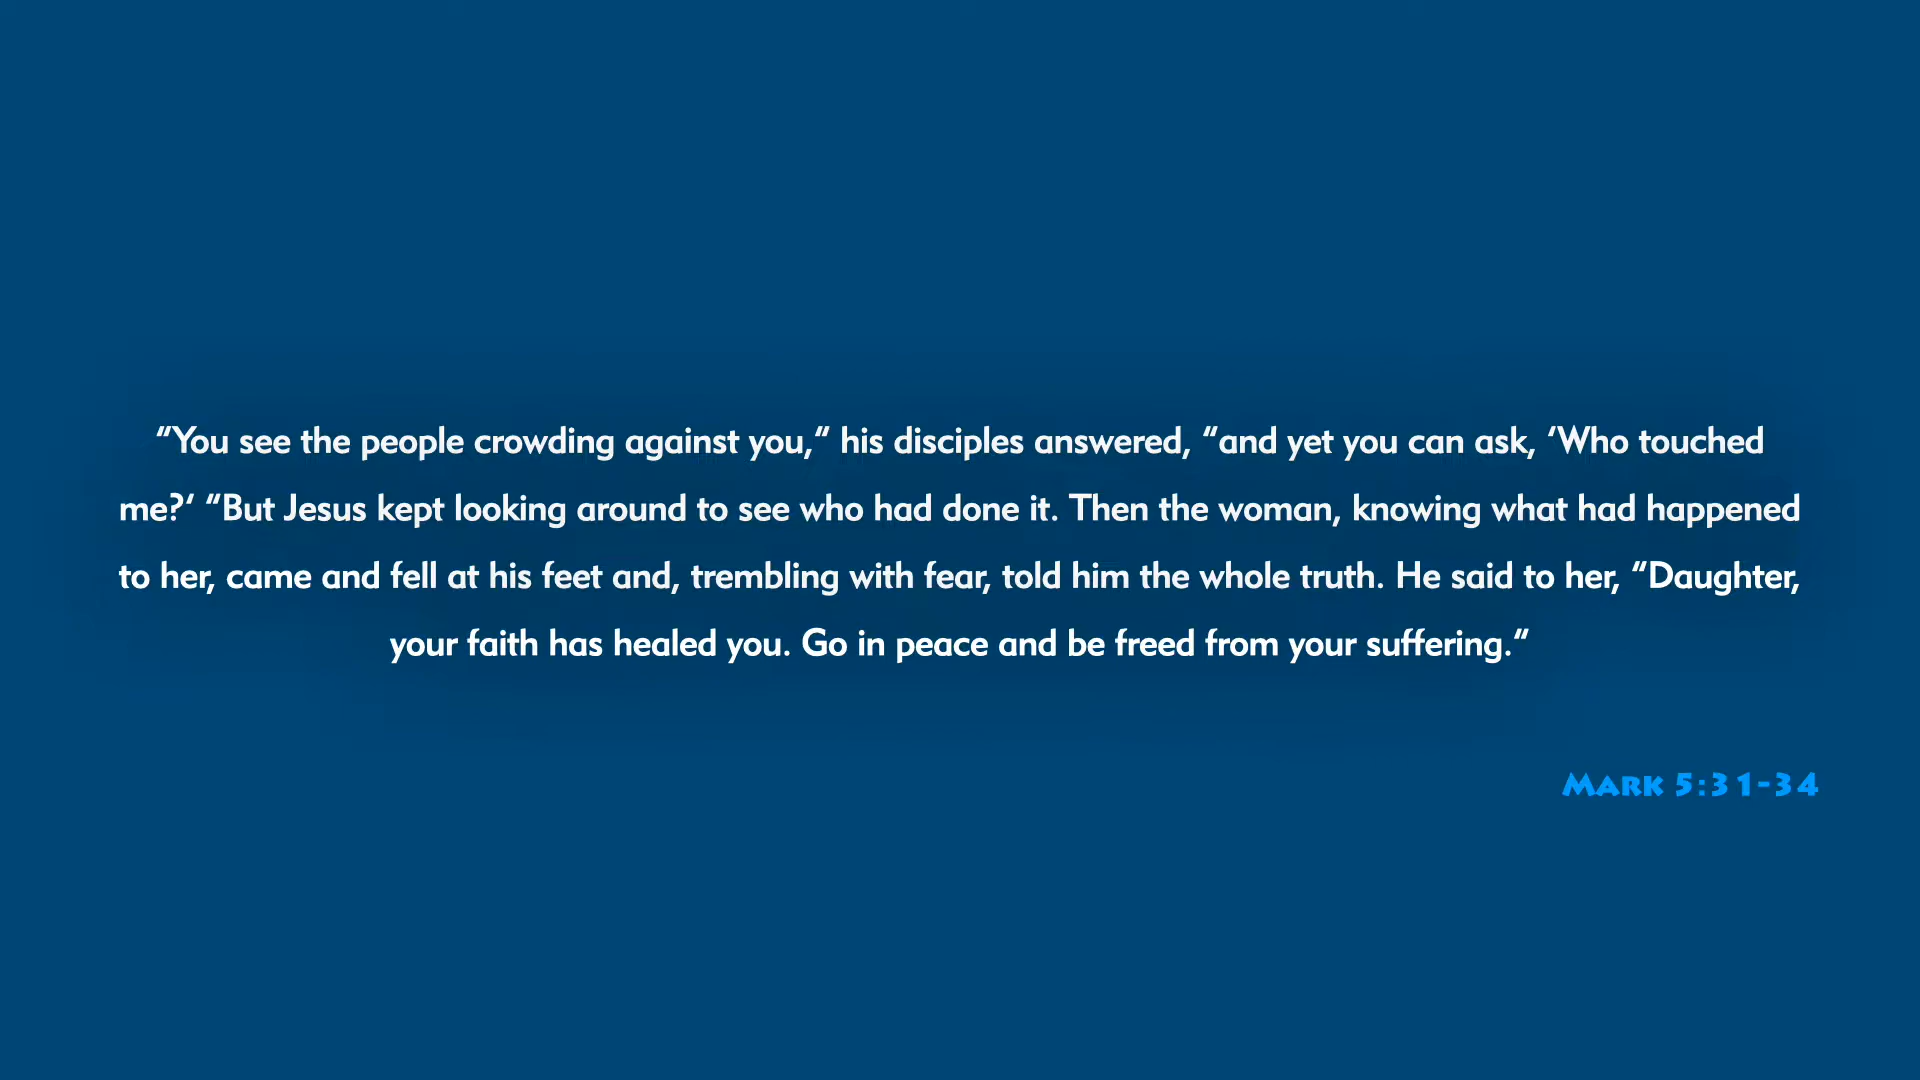 “You see the people crowding against you,“ his disciples answered, “and yet you can ask, ‘Who touched
me?‘ “But Jesus kept looking around to see who had done it. Then the woman, knowing what had happened
to her, came and fell at his feet and, trembling with fear, told him the whole truth. He said to her, “Daughter,
your faith has healed you. Go in peace and be freed from your suffering.“
Mark 5:31-34